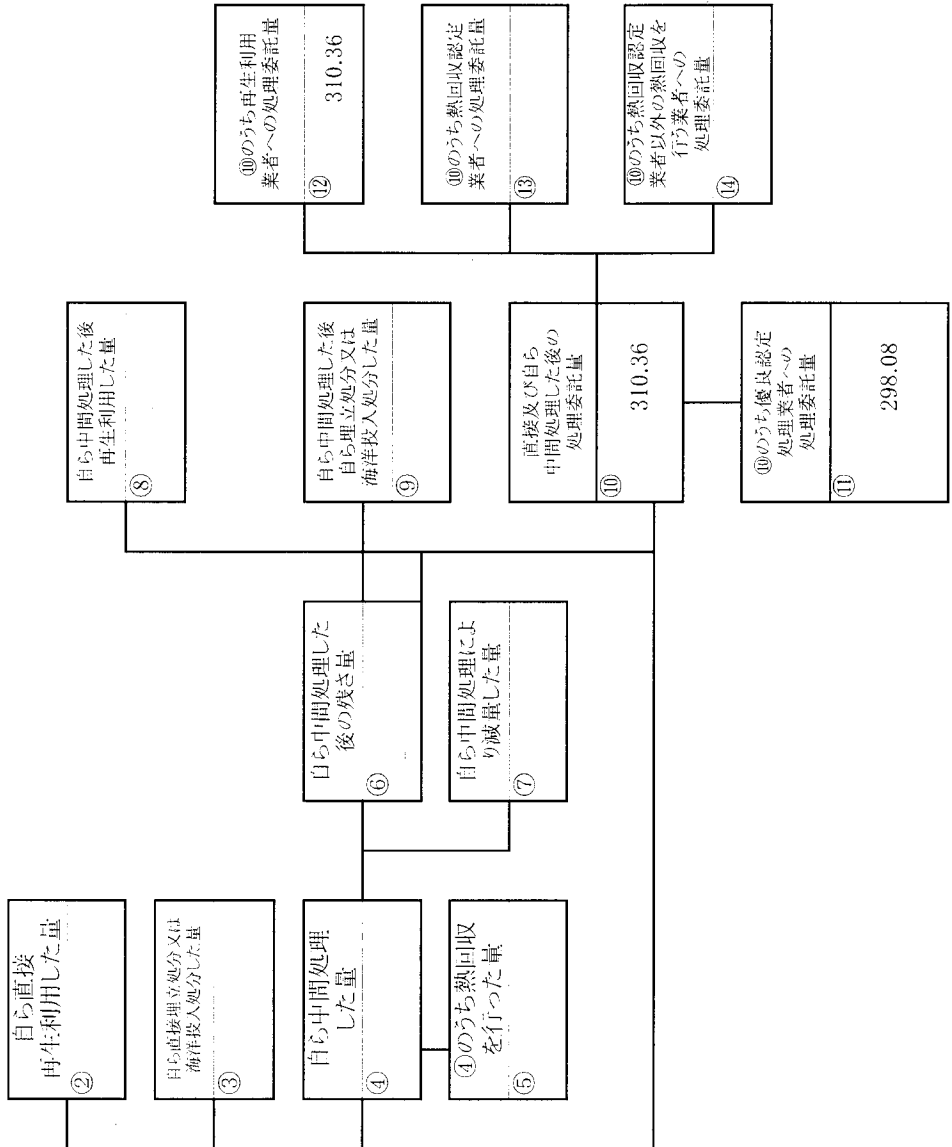 自ら直接
再生利用した量
②
自ら直接埋立処分又は
海洋投入処分した量
③
自ら中間処理
した量
④
④のうち熱回収
を行った量
⑤
自ら中間処理した
後の残さ量
⑥
自ら中間処理によ
り減量した量
⑦
自ら中間処理した後
再生利用した量
⑧
自ら中間処理した後
自ら埋立処分又は
海洋投入処分した量
⑨
直接及び自ら
中間処理した後の
処理委託量
⑩
310.36
⑩のうち優良認定
処理業者への
処理委託量
⑪
298.08
⑩のうち再生利用
業者への処理委託量
⑫
310.36
⑩のうち熱回収認定
業者への処理委託量
⑬
⑩のうち熱回収認定
業者以外の熱回収を
行う業者への
処理委託量
⑭